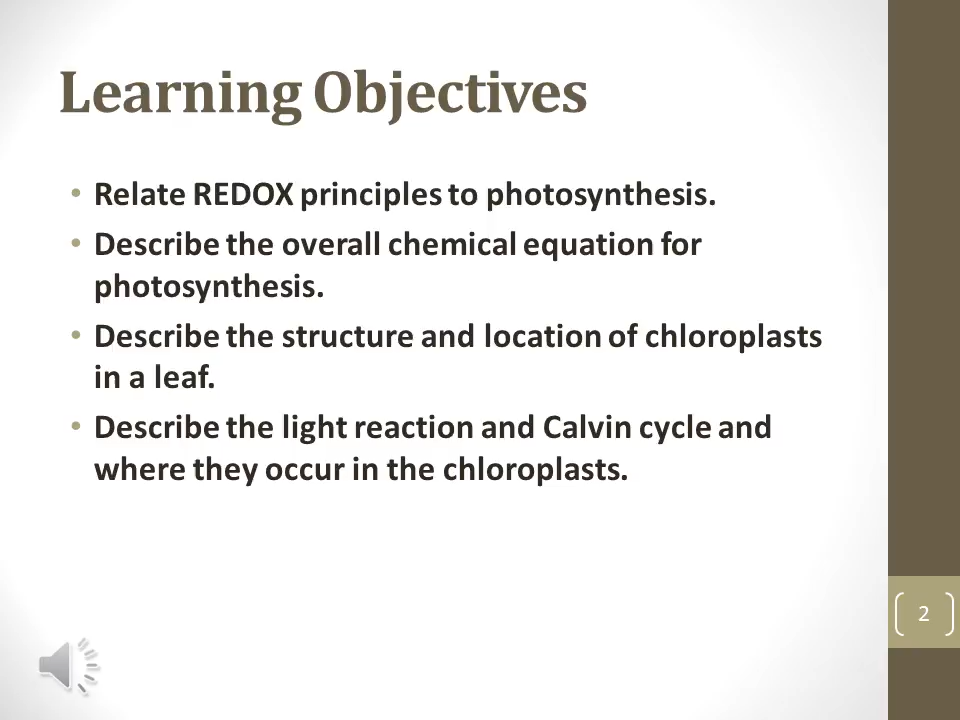 Learning Objectives
• Relate REDOX principles to photosynthesis.
• Describe the overall chemical equation for
photosynthesis.
• Describe the structure and location of chloroplasts
in a leaf.
• Describe the light reaction and Calvin cycle and
where they occur in the chloroplasts.
2